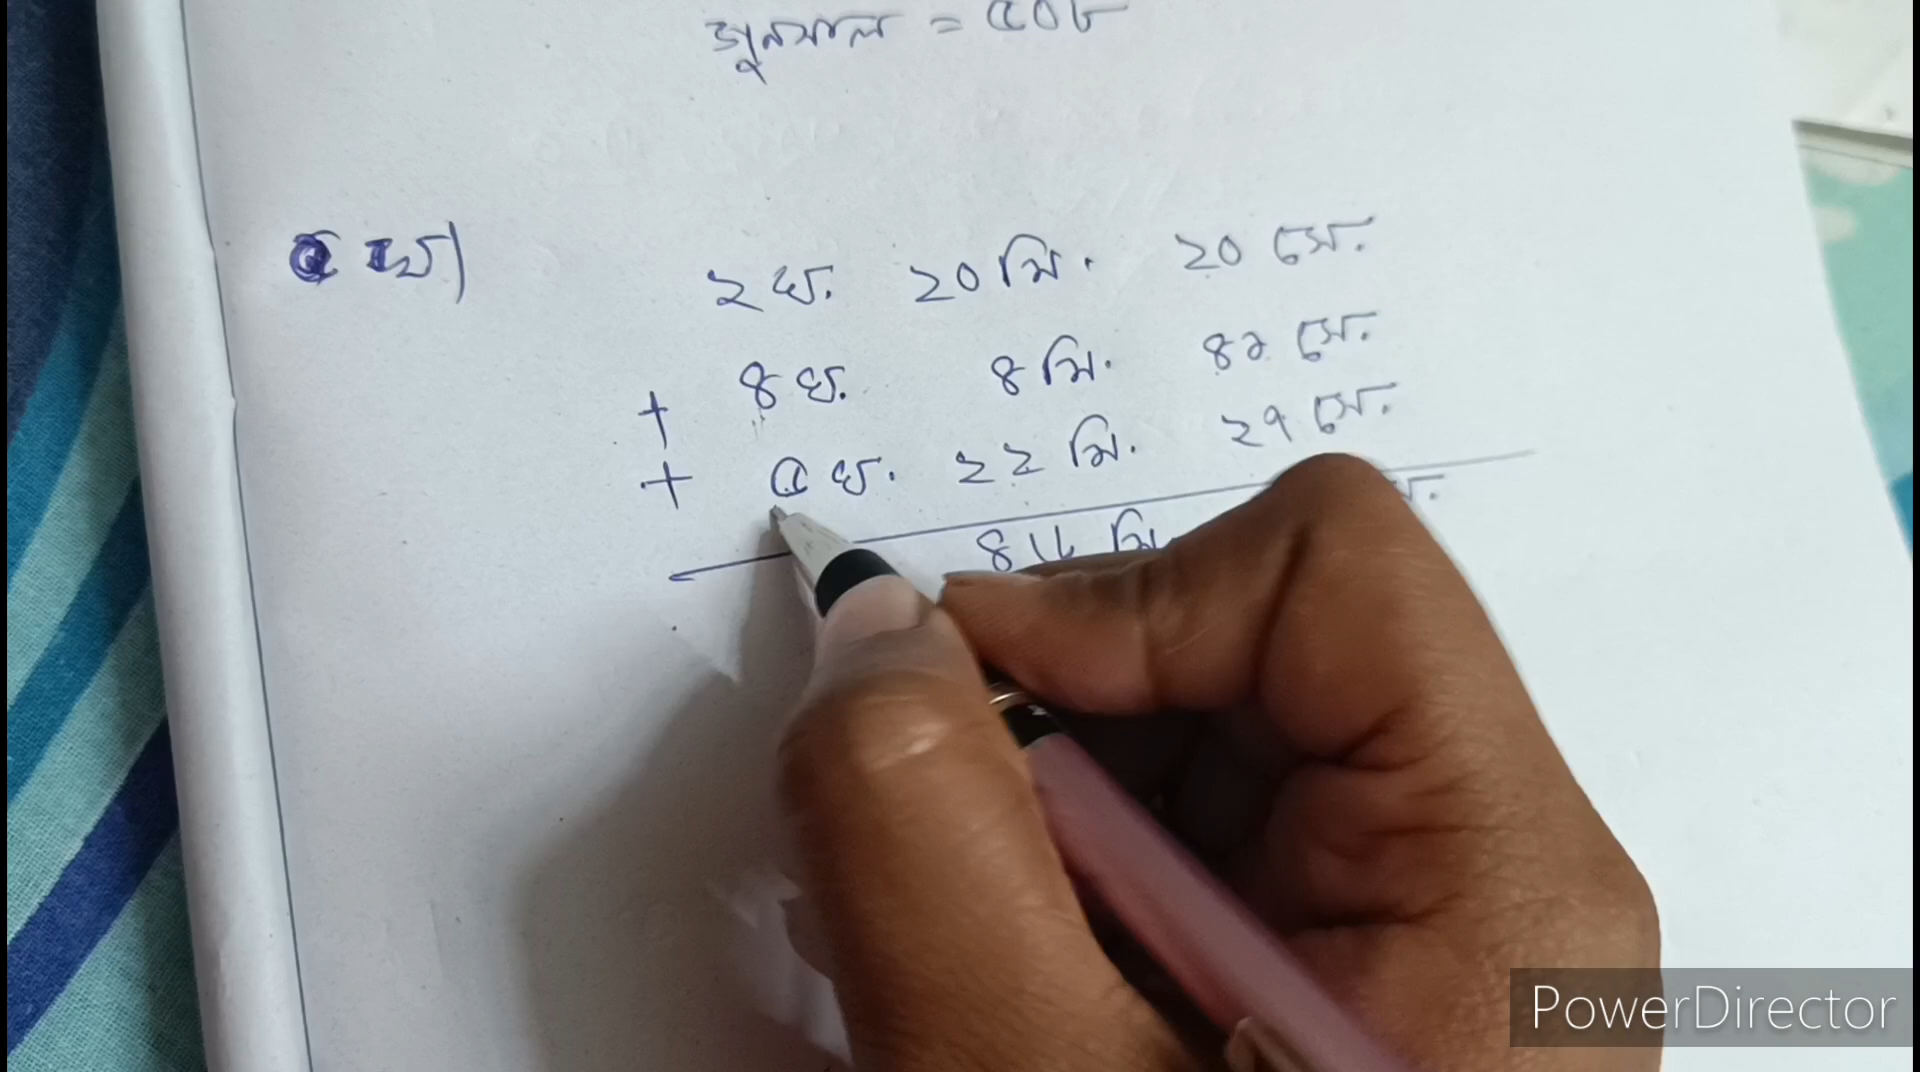 গুনফল = ৫০৮
৫ ঘ)
২ ঘ. ২০ মি. ২০ সে.
+ ৪ ঘ. ৪ মি. ৪২ সে.
+ ৫ ঘ. ২২ মি. ২৭ সে.
৪৬ মি
PowerDirector